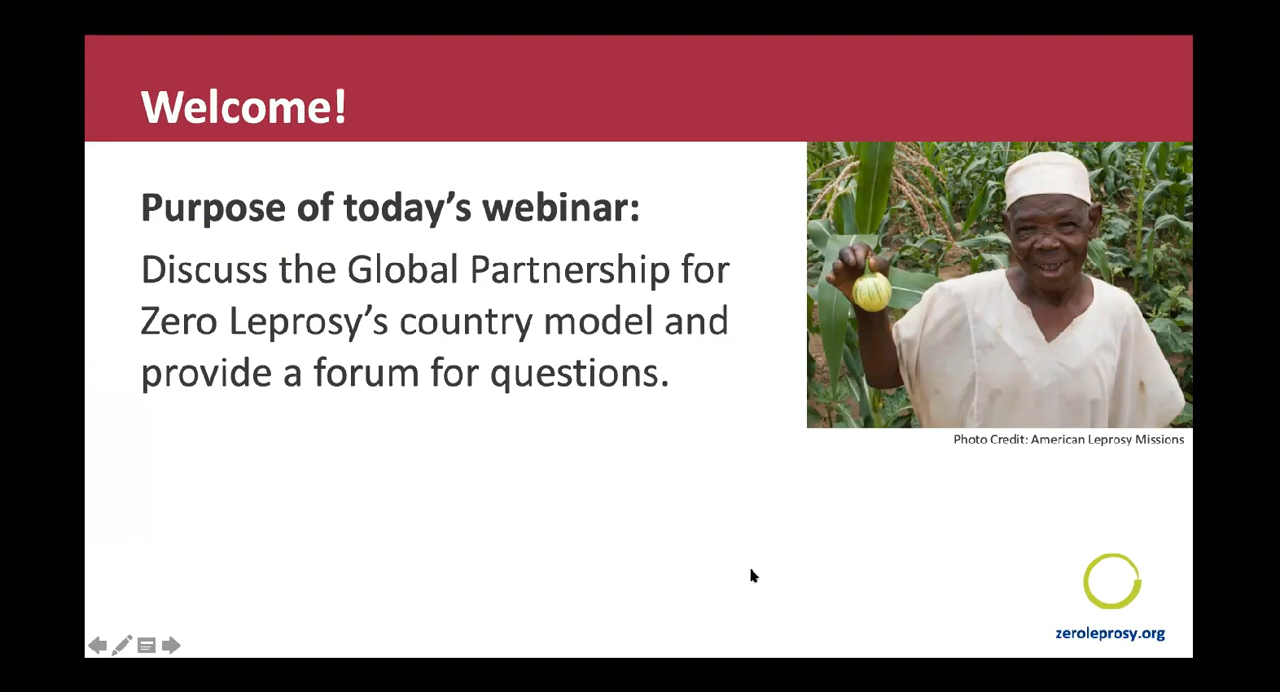 Welcome!
Purpose of today's webinar:
Discuss the Global Partnership for
Zero Leprosy's country model and
provide a forum for questions.
Photo Credit: American Leprosy Missions
zeroleprosy.org